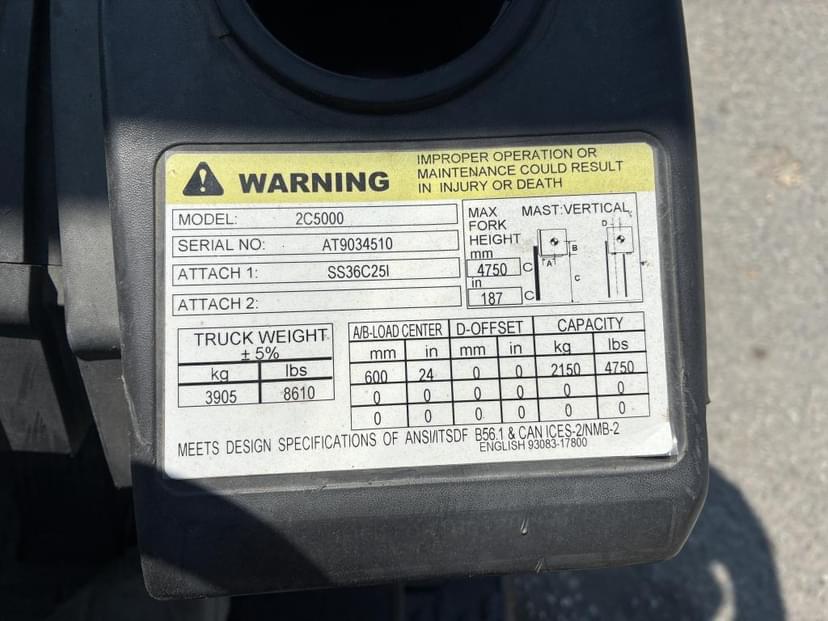 WARNING
IMPROPER OPERATION OR
MAINTENANCE COULD RESULT
IN INJURY OR DEATH
MODEL: 2C5000
SERIAL NO: AT9034510
ATTACH 1: SS36C25I
ATTACH 2:
MAX
FORK
HEIGHT
mm
4750 C
in
187 C
MAST:VERTICAL
D
B
A
C
TRUCK WEIGHT
± 5%
kg lbs
3905 8610
A/B-LOAD CENTER D-OFFSET CAPACITY
mm in mm in kg lbs
600 24 0 0 2150 4750
0 0 0 0 0 0
0 0 0 0 0 0
MEETS DESIGN SPECIFICATIONS OF ANSI/ITSDF B56.1 & CAN ICES-2/NMB-2
ENGLISH 93083-17800